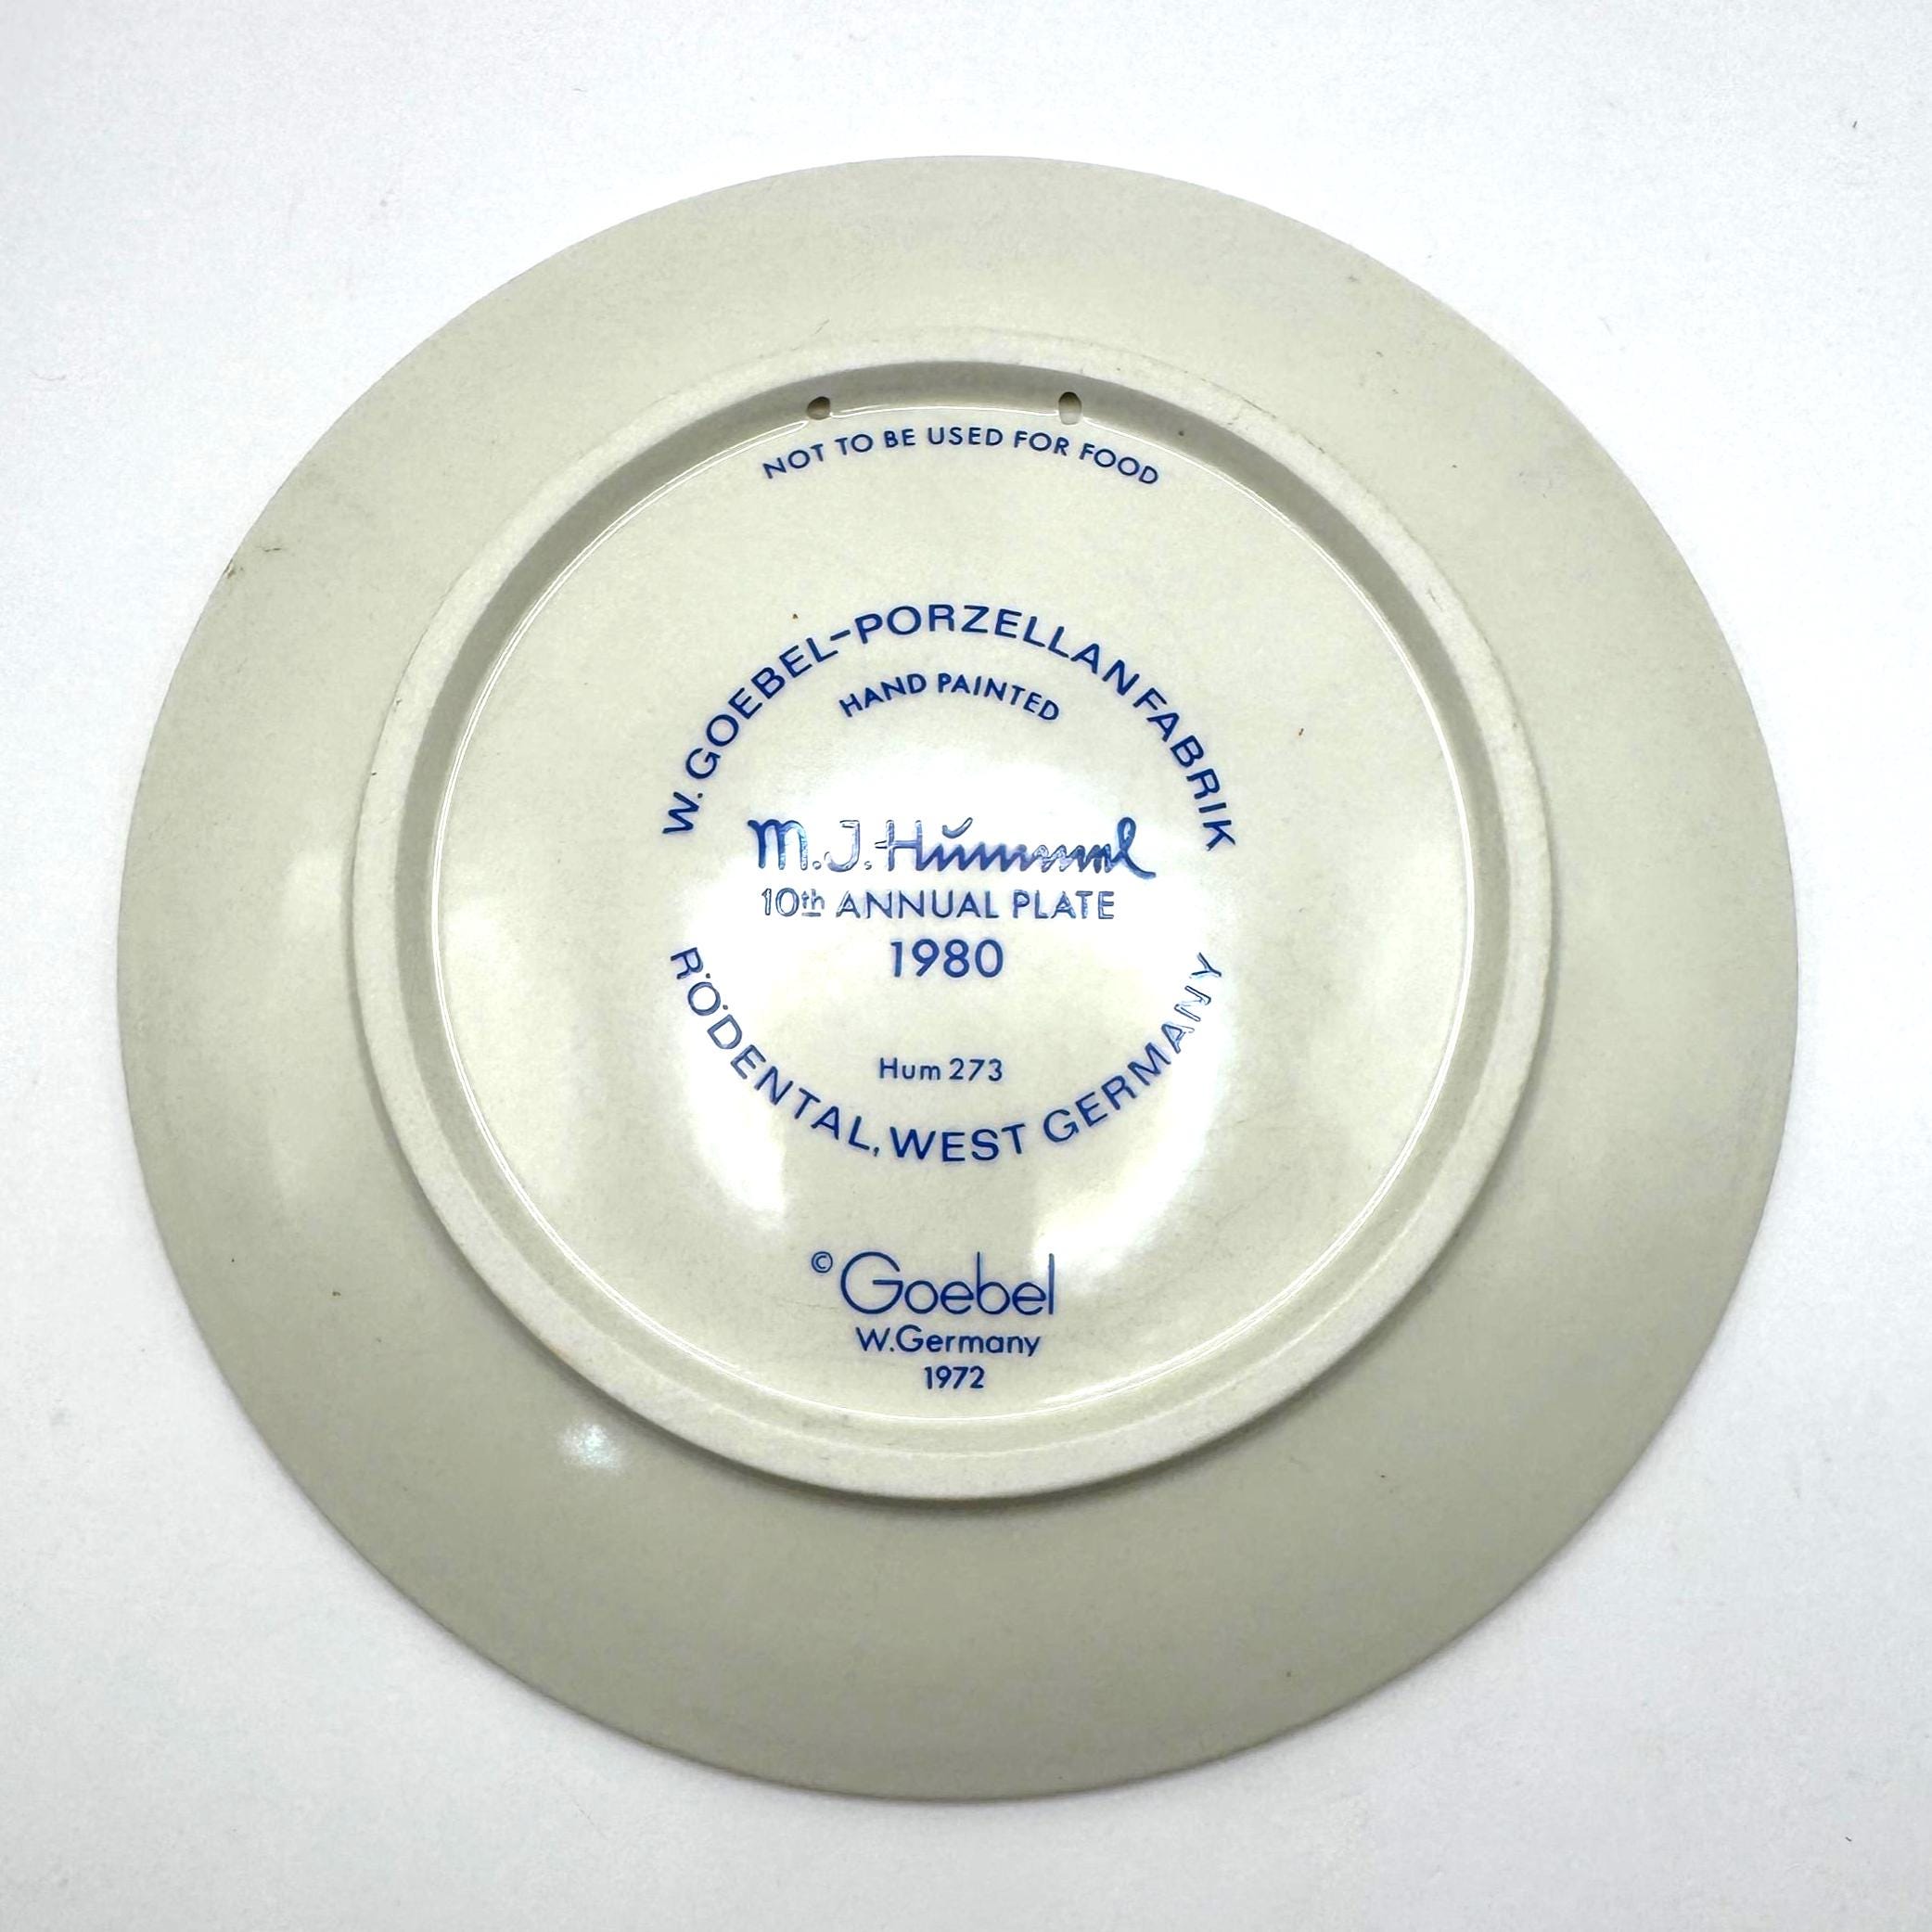 NOT TO BE USED FOR FOOD
W. GOEBEL-PORZELLANFABRIK
HAND PAINTED
M.J. Hummel
10th ANNUAL PLATE
1980
Hum 273
RÖDENTAL, WEST GERMANY
© Goebel
W.Germany
1972